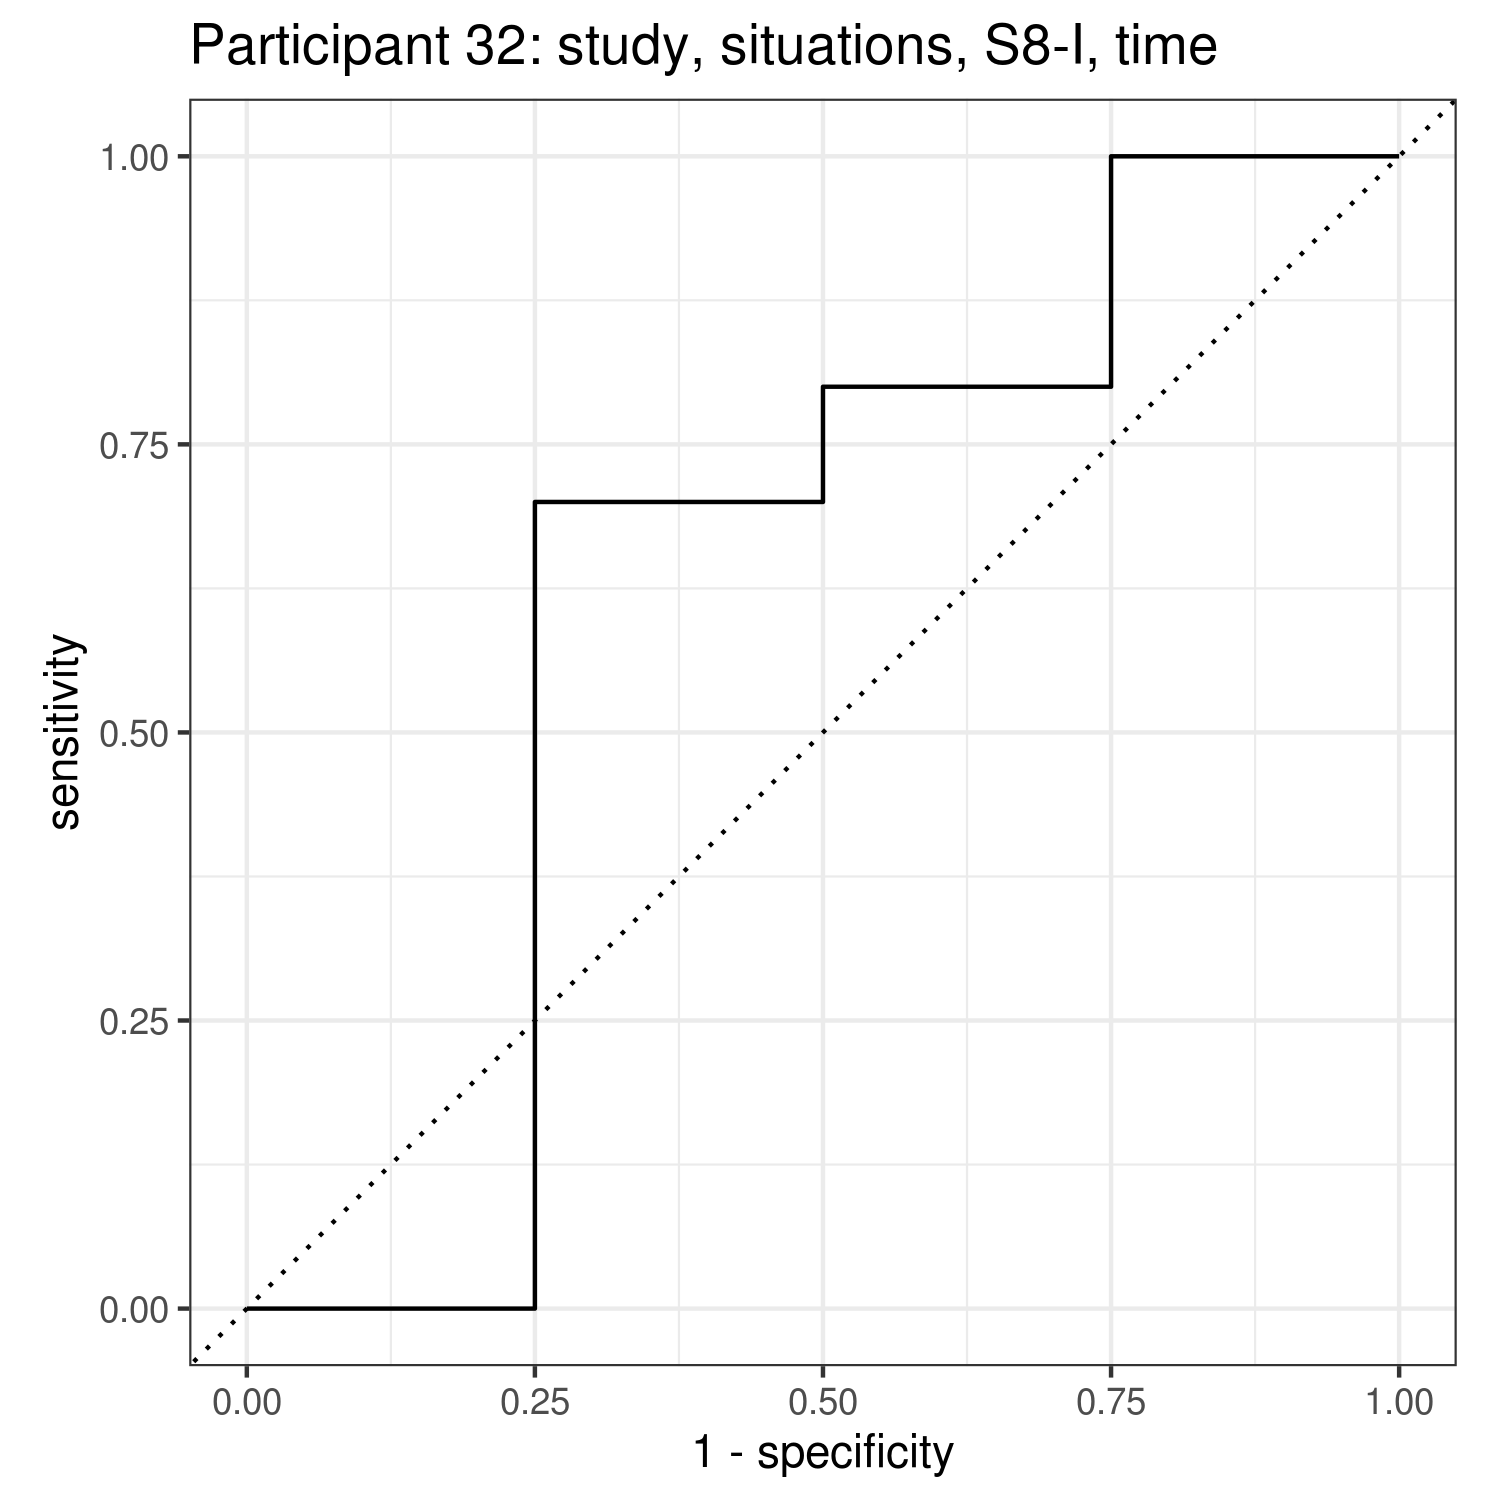 Participant 32: study, situations, S8-I, time
1.00
0.75
0.50
0.25
0.00
sensitivity
0.00 0.25 0.50 0.75 1.00
1 - specificity